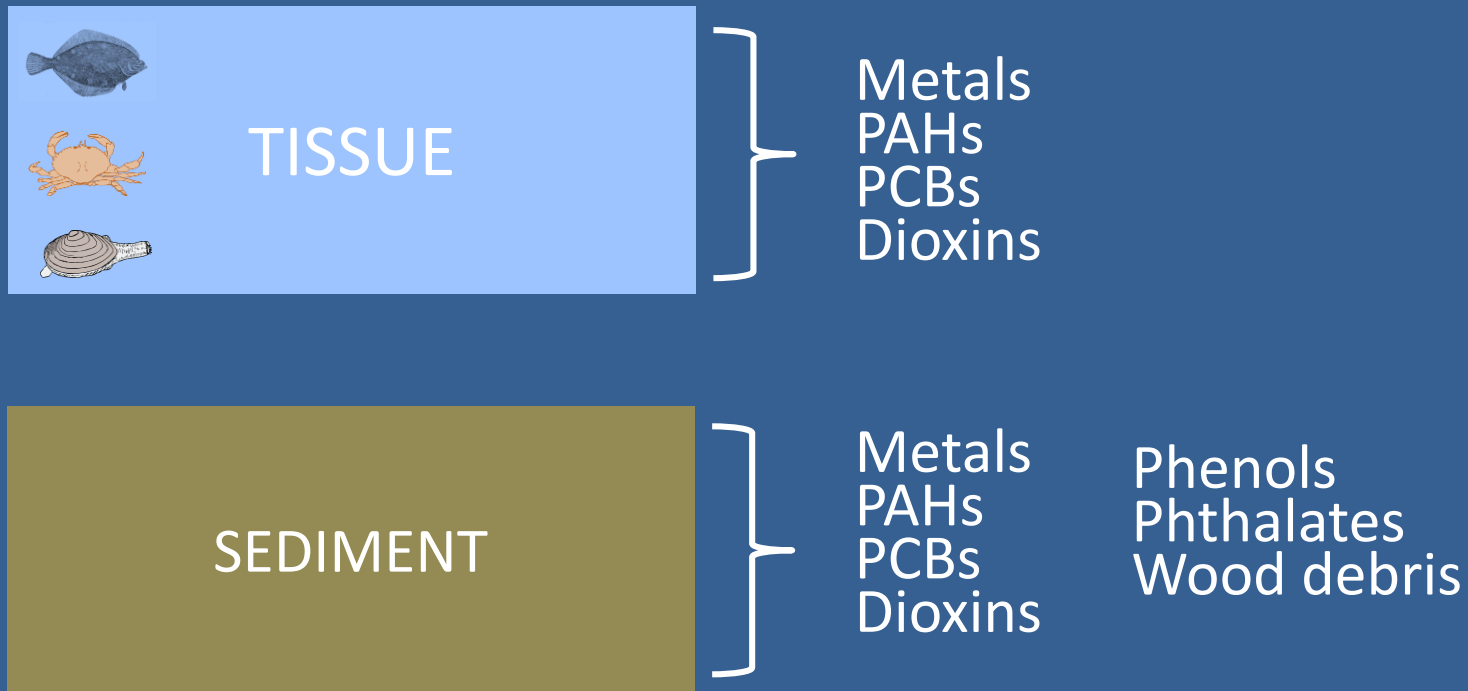 TISSUE
Metals
PAHs
PCBs
Dioxins
SEDIMENT
Metals
PAHs
PCBs
Dioxins
Phenols
Phthalates
Wood debris